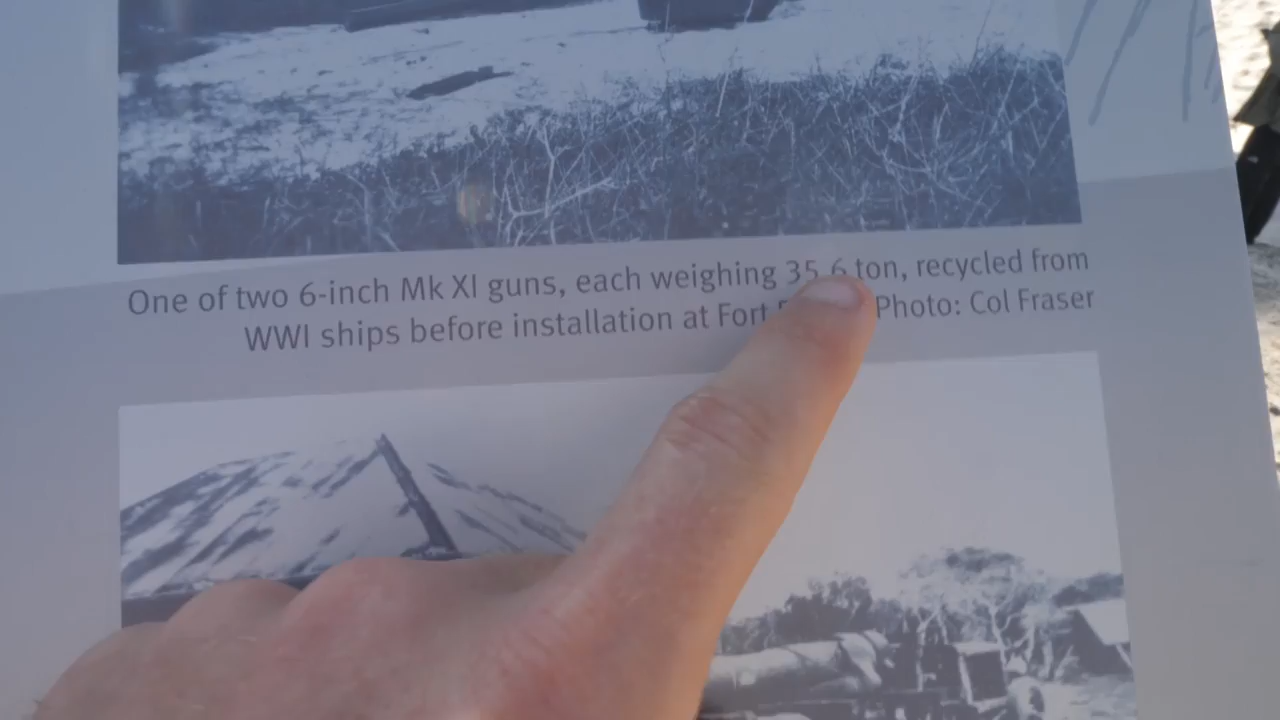 One of two 6-inch Mk XI guns, each weighing 35.6 ton, recycled from
WWI ships before installation at Fort Photo: Col Fraser